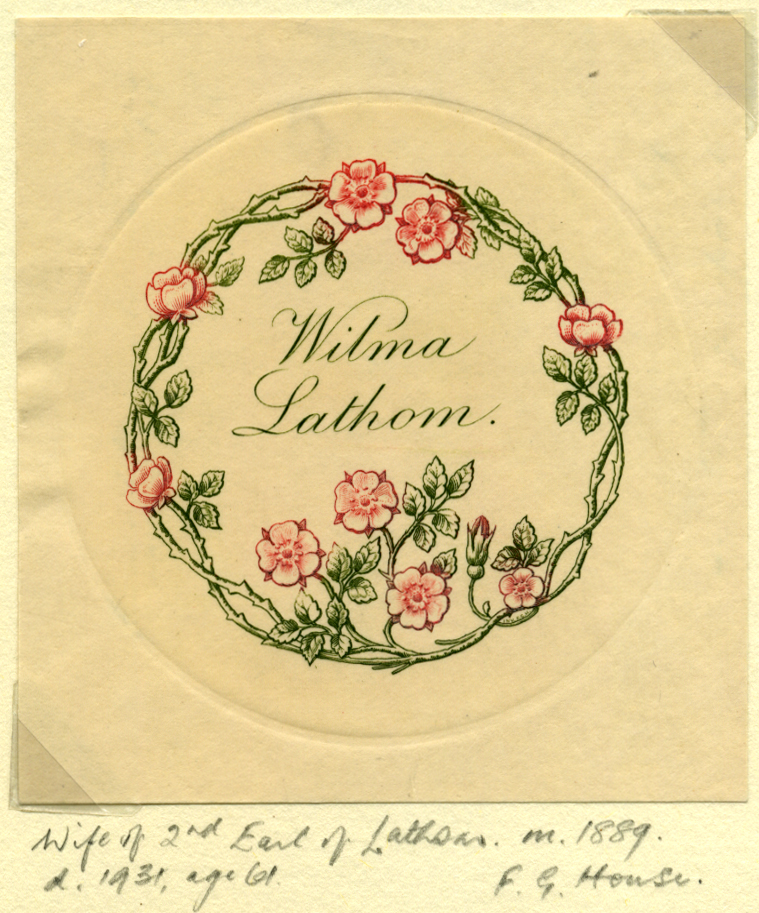 Wilma
Lathom.
Wife of 2nd Earl of Lathom. m. 1889.
d. 1931, age 61. F. G. House.